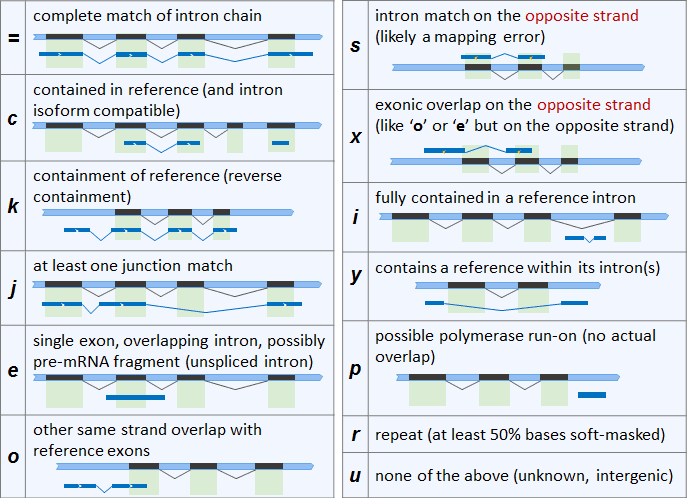 =
complete match of intron chain
c
contained in reference (and intron
isoform compatible)
k
containment of reference (reverse
containment)
j
at least one junction match
e
single exon, overlapping intron, possibly
pre-mRNA fragment (unspliced intron)
o
other same strand overlap with
reference exons
s
intron match on the opposite strand
(likely a mapping error)
x
exonic overlap on the opposite strand
(like ‘o’ or ‘e’ but on the opposite strand)
i
fully contained in a reference intron
y
contains a reference within its intron(s)
p
possible polymerase run-on (no actual
overlap)
r
repeat (at least 50% bases soft-masked)
u
none of the above (unknown, intergenic)